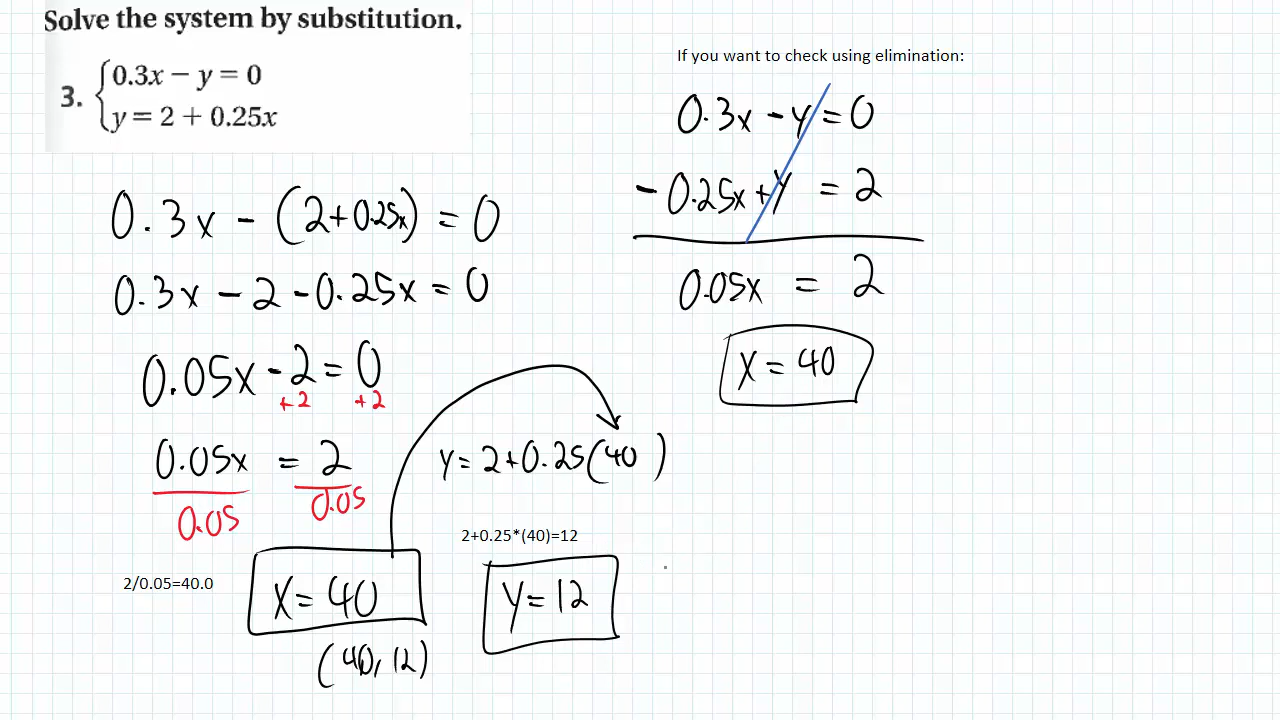 Solve the system by substitution.
3. {0.3x − y = 0
y = 2 + 0.25x
0.3x - (2+0.25x) = 0
0.3x - 2 - 0.25x = 0
0.05x - 2 = 0
+2 +2
0.05x = 2
0.05 0.05
2/0.05=40.0
x = 40
(40, 12)
y = 2+0.25(40)
2+0.25*(40)=12
y = 12
If you want to check using elimination:
0.3x - y = 0
- 0.25x + y = 2
0.05x = 2
x = 40